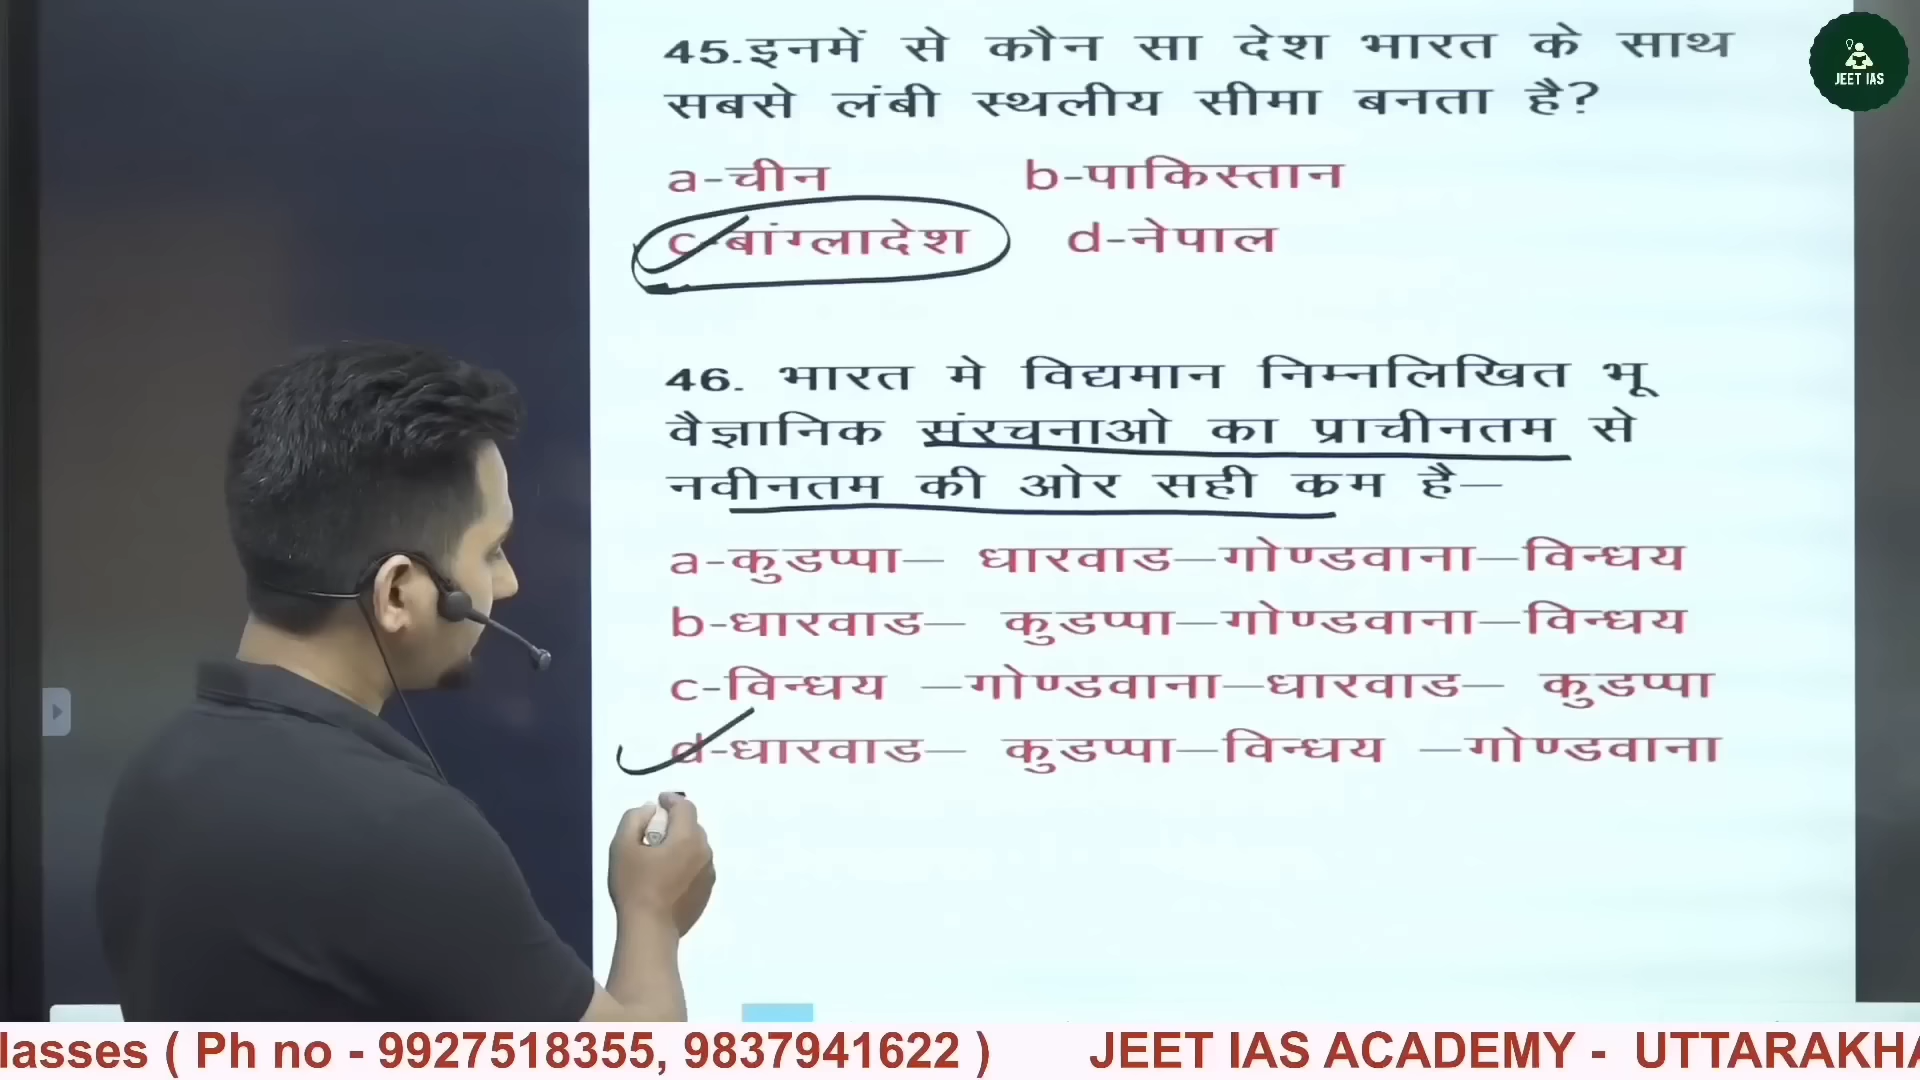 45.इनमें से कौन सा देश भारत के साथ
सबसे लंबी स्थलीय सीमा बनता है?
a-चीन b-पाकिस्तान
c-बांग्लादेश d-नेपाल
46. भारत मे विद्यमान निम्नलिखित भू
वैज्ञानिक संरचनाओ का प्राचीनतम से
नवीनतम की ओर सही कम है–
a-कुडप्पा– धारवाड–गोण्डवाना–विन्धय
b-धारवाड– कुडप्पा–गोण्डवाना–विन्धय
c-विन्धय –गोण्डवाना–धारवाड– कुडप्पा
d-धारवाड– कुडप्पा–विन्धय –गोण्डवाना
JEET IAS
lasses ( Ph no - 9927518355, 9837941622 ) JEET IAS ACADEMY - UTTARAKHA